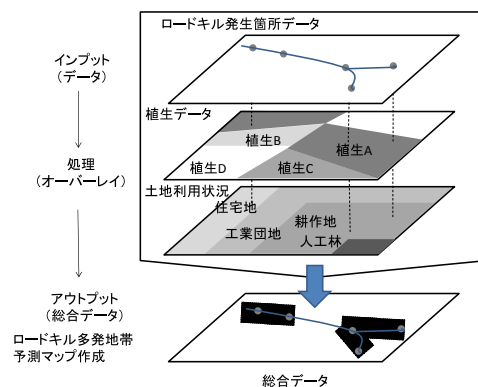 ロードキル発生箇所データ
インプット
(データ)
植生データ
植生B
植生A
植生D
植生C
処理
(オーバーレイ)
土地利用状況
住宅地
耕作地
工業団地
人工林
アウトプット
(総合データ)
ロードキル多発地帯
予測マップ作成
総合データ